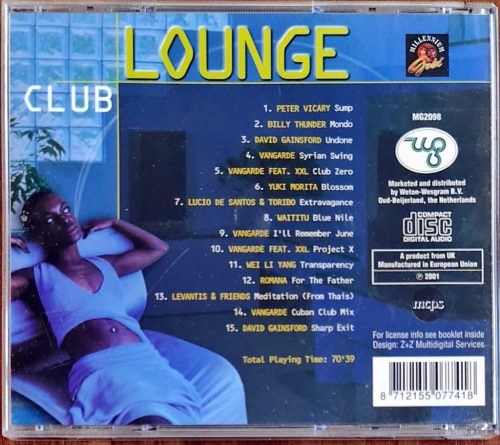 LOUNGE
CLUB
MILLENNIUM
Gold
1. PETER VICARY Sump
2. BILLY THUNDER Mondo
3. DAVID GAINSFORD Undone
4. VANGARDE Syrian Swing
5. VANGARDE FEAT. XXL Club Zero
6. YUKI MORITA Blossom
7. LUCIO DE SANTOS & TORIBO Extravagance
8. WAITITU Blue Nile
9. VANGARDE I'll Remember June
10. VANGARDE FEAT. XXL Project X
11. WEI LI YANG Transparency
12. ROMANA For The Father
13. LEVANTIS & FRIENDS Meditation (From Thaïs)
14. VANGARDE Cuban Club Mix
15. DAVID GAINSFORD Sharp Exit
Total Playing Time: 70'39
MG2098
Marketed and distributed
by Weton-Wesgram B.V.
Oud-Beijerland, the Netherlands
COMPACT
disc
DIGITAL AUDIO
A product from UK
Manufactured in European Union
℗ 2001
mcps
For license info see booklet inside
Design: Z+Z Multidigital Services
8 712155 077418